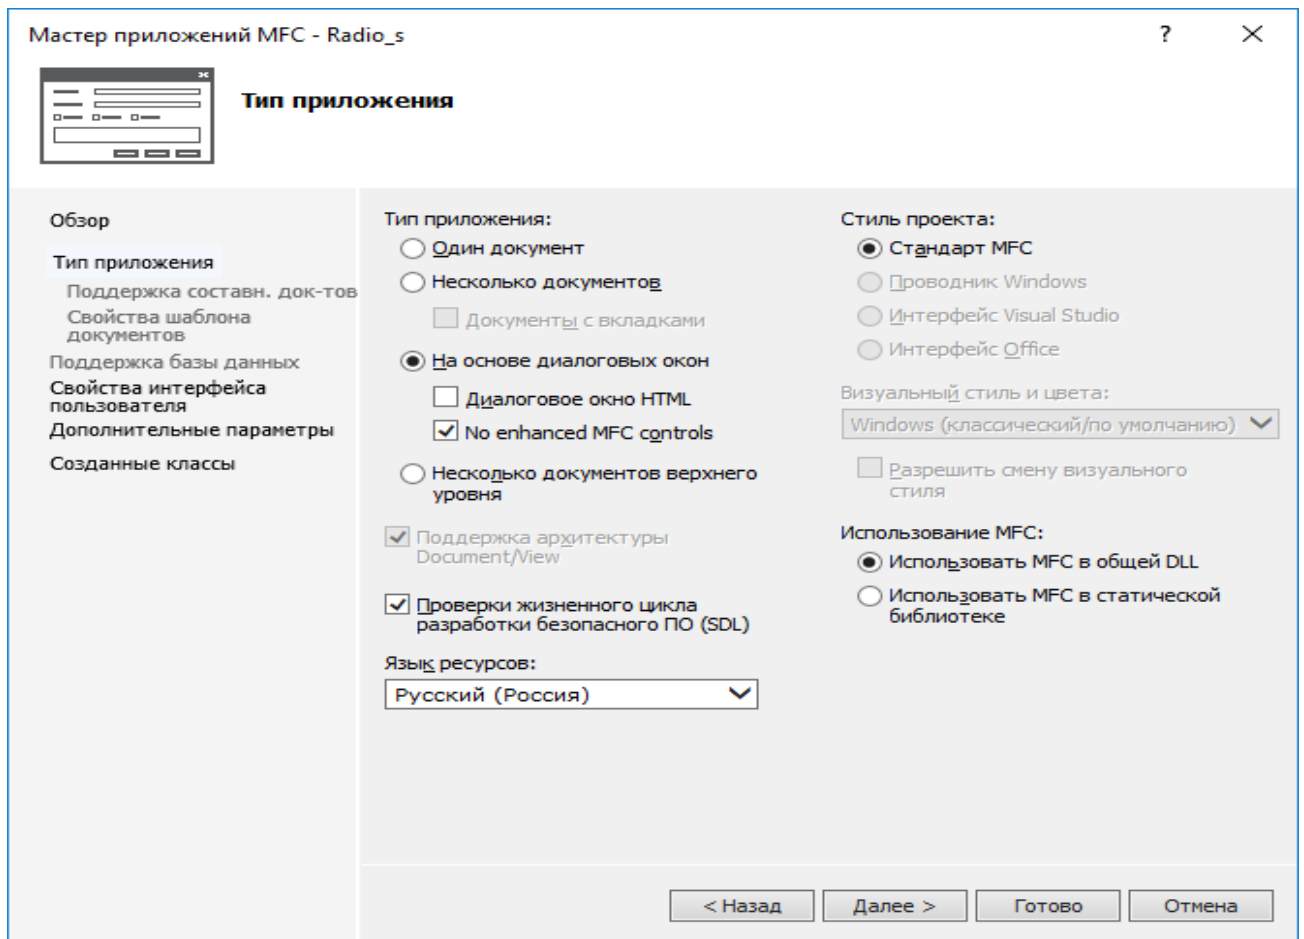 Мастер приложений MFC - Radio_s
?
Тип приложения
Обзор
Тип приложения
Поддержка составн. док-тов
Свойства шаблона
документов
Поддержка базы данных
Свойства интерфейса
пользователя
Дополнительные параметры
Созданные классы
Тип приложения:
Один документ
Несколько документов
Документы с вкладками
На основе диалоговых окон
Диалоговое окно HTML
No enhanced MFC controls
Несколько документов верхнего
уровня
Поддержка архитектуры
Document/View
Проверки жизненного цикла
разработки безопасного ПО (SDL)
Язык ресурсов:
Русский (Россия)
Стиль проекта:
Стандарт MFC
Проводник Windows
Интерфейс Visual Studio
Интерфейс Office
Визуальный стиль и цвета:
Windows (классический/по умолчанию)
Разрешить смену визуального
стиля
Использование MFC:
Использовать MFC в общей DLL
Использовать MFC в статической
библиотеке
< Назад
Далее >
Готово
Отмена